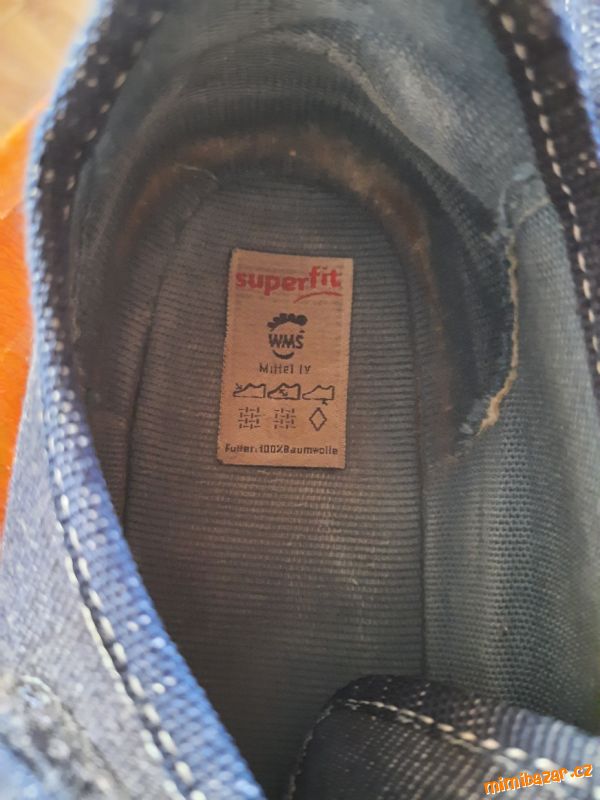 superfit
WMS
Mittel IV
Futter: 100% Baumwolle
mimibazar.cz